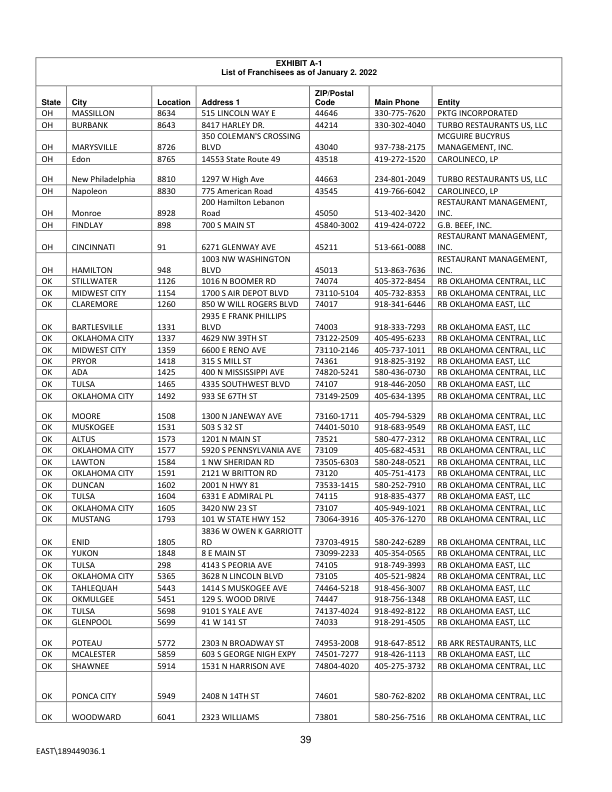 EXHIBIT A-1
List of Franchisees as of January 2. 2022
State City Location Address 1 ZIP/Postal Code Main Phone Entity
OH MASSILLON 8634 515 LINCOLN WAY E 44646 330-775-7620 PKTG INCORPORATED
OH BURBANK 8643 8417 HARLEY DR. 44214 330-302-4040 TURBO RESTAURANTS US, LLC
OH MARYSVILLE 8726 350 COLEMAN'S CROSSING BLVD 43040 937-738-2175 MCGUIRE BUCYRUS MANAGEMENT, INC.
OH Edon 8765 14553 State Route 49 43518 419-272-1520 CAROLINECO, LP
OH New Philadelphia 8810 1297 W High Ave 44663 234-801-2049 TURBO RESTAURANTS US, LLC
OH Napoleon 8830 775 American Road 43545 419-766-6042 CAROLINECO, LP
OH Monroe 8928 200 Hamilton Lebanon Road 45050 513-402-3420 RESTAURANT MANAGEMENT, INC.
OH FINDLAY 898 700 S MAIN ST 45840-3002 419-424-0722 G.B. BEEF, INC.
OH CINCINNATI 91 6271 GLENWAY AVE 45211 513-661-0088 RESTAURANT MANAGEMENT, INC.
OH HAMILTON 948 1003 NW WASHINGTON BLVD 45013 513-863-7636 RESTAURANT MANAGEMENT, INC.
OK STILLWATER 1126 1016 N BOOMER RD 74074 405-372-8454 RB OKLAHOMA CENTRAL, LLC
OK MIDWEST CITY 1154 1700 S AIR DEPOT BLVD 73110-5104 405-732-8353 RB OKLAHOMA CENTRAL, LLC
OK CLAREMORE 1260 850 W WILL ROGERS BLVD 74017 918-341-6446 RB OKLAHOMA EAST, LLC
OK BARTLESVILLE 1331 2935 E FRANK PHILLIPS BLVD 74003 918-333-7293 RB OKLAHOMA CENTRAL, LLC
OK OKLAHOMA CITY 1337 4629 NW 39TH ST 73122-2509 405-495-6233 RB OKLAHOMA CENTRAL, LLC
OK MIDWEST CITY 1359 6600 E RENO AVE 73110-2146 405-737-1011 RB OKLAHOMA CENTRAL, LLC
OK PRYOR 1418 315 S MILL ST 74361 918-825-3192 RB OKLAHOMA EAST, LLC
OK ADA 1425 400 N MISSISSIPPI AVE 74820-5241 580-436-0730 RB OKLAHOMA CENTRAL, LLC
OK TULSA 1465 4335 SOUTHWEST BLVD 74107 918-446-2050 RB OKLAHOMA EAST, LLC
OK OKLAHOMA CITY 1492 933 SE 67TH ST 73149-2509 405-634-1395 RB OKLAHOMA CENTRAL, LLC
OK MOORE 1508 1300 N JANEWAY AVE 73160-1711 405-794-5329 RB OKLAHOMA CENTRAL, LLC
OK MUSKOGEE 1531 503 S 32 ST 74401-5010 918-683-9549 RB OKLAHOMA EAST, LLC
OK ALTUS 1573 1201 N MAIN ST 73521 580-477-2312 RB OKLAHOMA CENTRAL, LLC
OK OKLAHOMA CITY 1577 5920 S PENNSYLVANIA AVE 73109 405-682-4531 RB OKLAHOMA CENTRAL, LLC
OK LAWTON 1584 1 NW SHERIDAN RD 73505-6303 580-248-0521 RB OKLAHOMA CENTRAL, LLC
OK OKLAHOMA CITY 1591 2121 W BRITTON RD 73120 405-751-4173 RB OKLAHOMA CENTRAL, LLC
OK DUNCAN 1602 2001 N HWY 81 73533-1415 580-252-7910 RB OKLAHOMA CENTRAL, LLC
OK TULSA 1604 6331 E ADMIRAL PL 74115 918-835-4377 RB OKLAHOMA EAST, LLC
OK OKLAHOMA CITY 1605 3420 NW 23 ST 73107 405-949-1021 RB OKLAHOMA CENTRAL, LLC
OK MUSTANG 1793 101 W STATE HWY 152 73064-3916 405-376-1270 RB OKLAHOMA CENTRAL, LLC
OK ENID 1805 3836 W OWEN K GARRIOTT RD 73703-4915 580-242-6289 RB OKLAHOMA CENTRAL, LLC
OK YUKON 1848 8 E MAIN ST 73099-2233 405-354-0565 RB OKLAHOMA CENTRAL, LLC
OK TULSA 298 4143 S PEORIA AVE 74105 918-749-3993 RB OKLAHOMA EAST, LLC
OK OKLAHOMA CITY 5365 3628 N LINCOLN BLVD 73105 405-521-9824 RB OKLAHOMA CENTRAL, LLC
OK TAHLEQUAH 5443 1414 S MUSKOGEE AVE 74464-5218 918-456-3007 RB OKLAHOMA EAST, LLC
OK OKMULGEE 5451 129 S. WOOD DRIVE 74447 918-756-1348 RB OKLAHOMA EAST, LLC
OK TULSA 5698 9101 S YALE AVE 74137-4024 918-492-8122 RB OKLAHOMA EAST, LLC
OK GLENPOOL 5699 41 W 141 ST 74033 918-291-4505 RB OKLAHOMA EAST, LLC
OK POTEAU 5772 2303 N BROADWAY ST 74953-2008 918-647-8512 RB ARK RESTAURANTS, LLC
OK MCALESTER 5859 603 S GEORGE NIGH EXPY 74501-7277 918-426-1113 RB OKLAHOMA EAST, LLC
OK SHAWNEE 5914 1531 N HARRISON AVE 74804-4020 405-275-3732 RB OKLAHOMA CENTRAL, LLC
OK PONCA CITY 5949 2408 N 14TH ST 74601 580-762-8202 RB OKLAHOMA CENTRAL, LLC
OK WOODWARD 6041 2323 WILLIAMS 73801 580-256-7516 RB OKLAHOMA CENTRAL, LLC
39
EAST\189449036.1